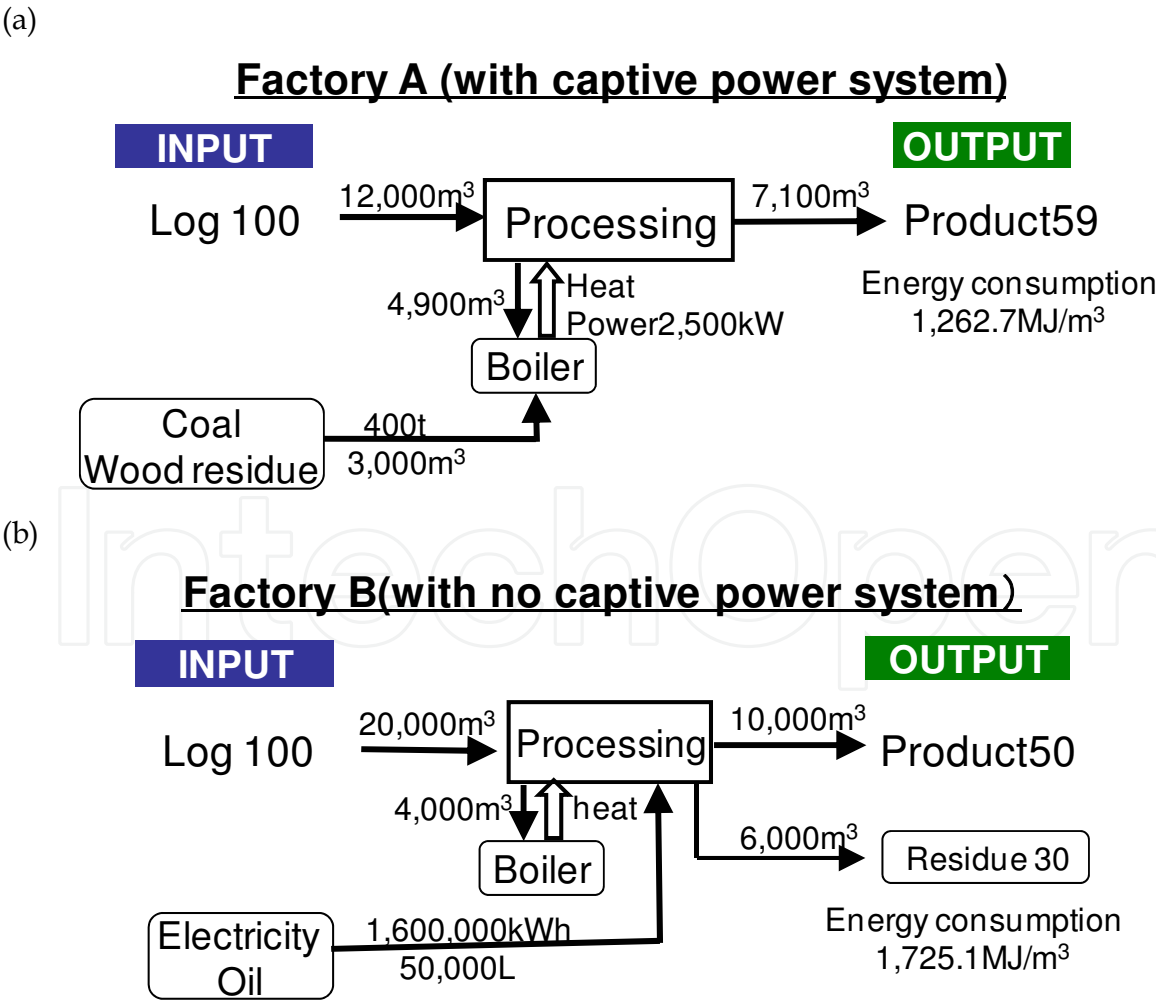 (a)
Factory A (with captive power system)
INPUT
OUTPUT
Log 100
12,000m³
Processing
7,100m³
Product59
4,900m³
Heat
Power2,500kW
Energy consumption
1,262.7MJ/m³
Boiler
Coal
Wood residue
400t
3,000m³
IntechOpen
(b)
Factory B(with no captive power system）
INPUT
OUTPUT
Log 100
20,000m³
Processing
10,000m³
Product50
4,000m³
heat
6,000m³
Residue 30
Boiler
Electricity
Oil
1,600,000kWh
50,000L
Energy consumption
1,725.1MJ/m³